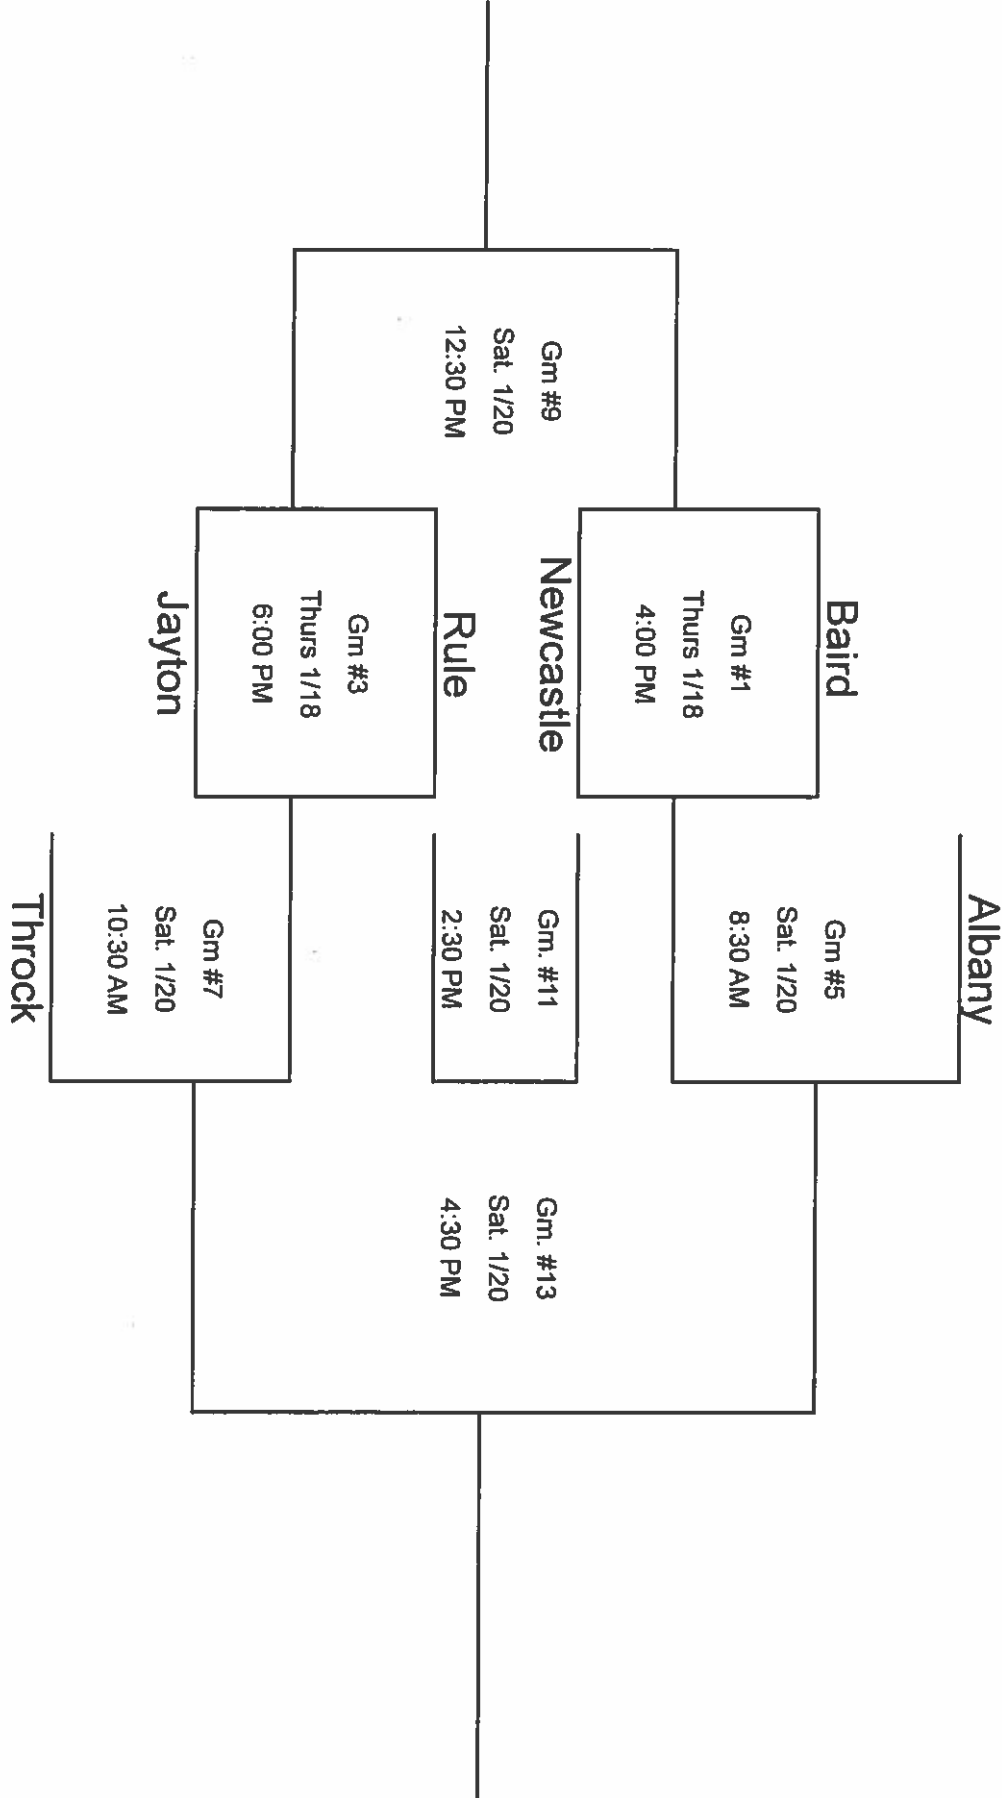 Albany
Baird
Gm #1
Thurs 1/18
4:00 PM
Gm #5
Sat. 1/20
8:30 AM
Newcastle
Gm #9
Sat. 1/20
12:30 PM
Gm. #11
Sat. 1/20
2:30 PM
Gm. #13
Sat. 1/20
4:30 PM
Rule
Gm #3
Thurs 1/18
6:00 PM
Gm #7
Sat. 1/20
10:30 AM
Jayton
Throck